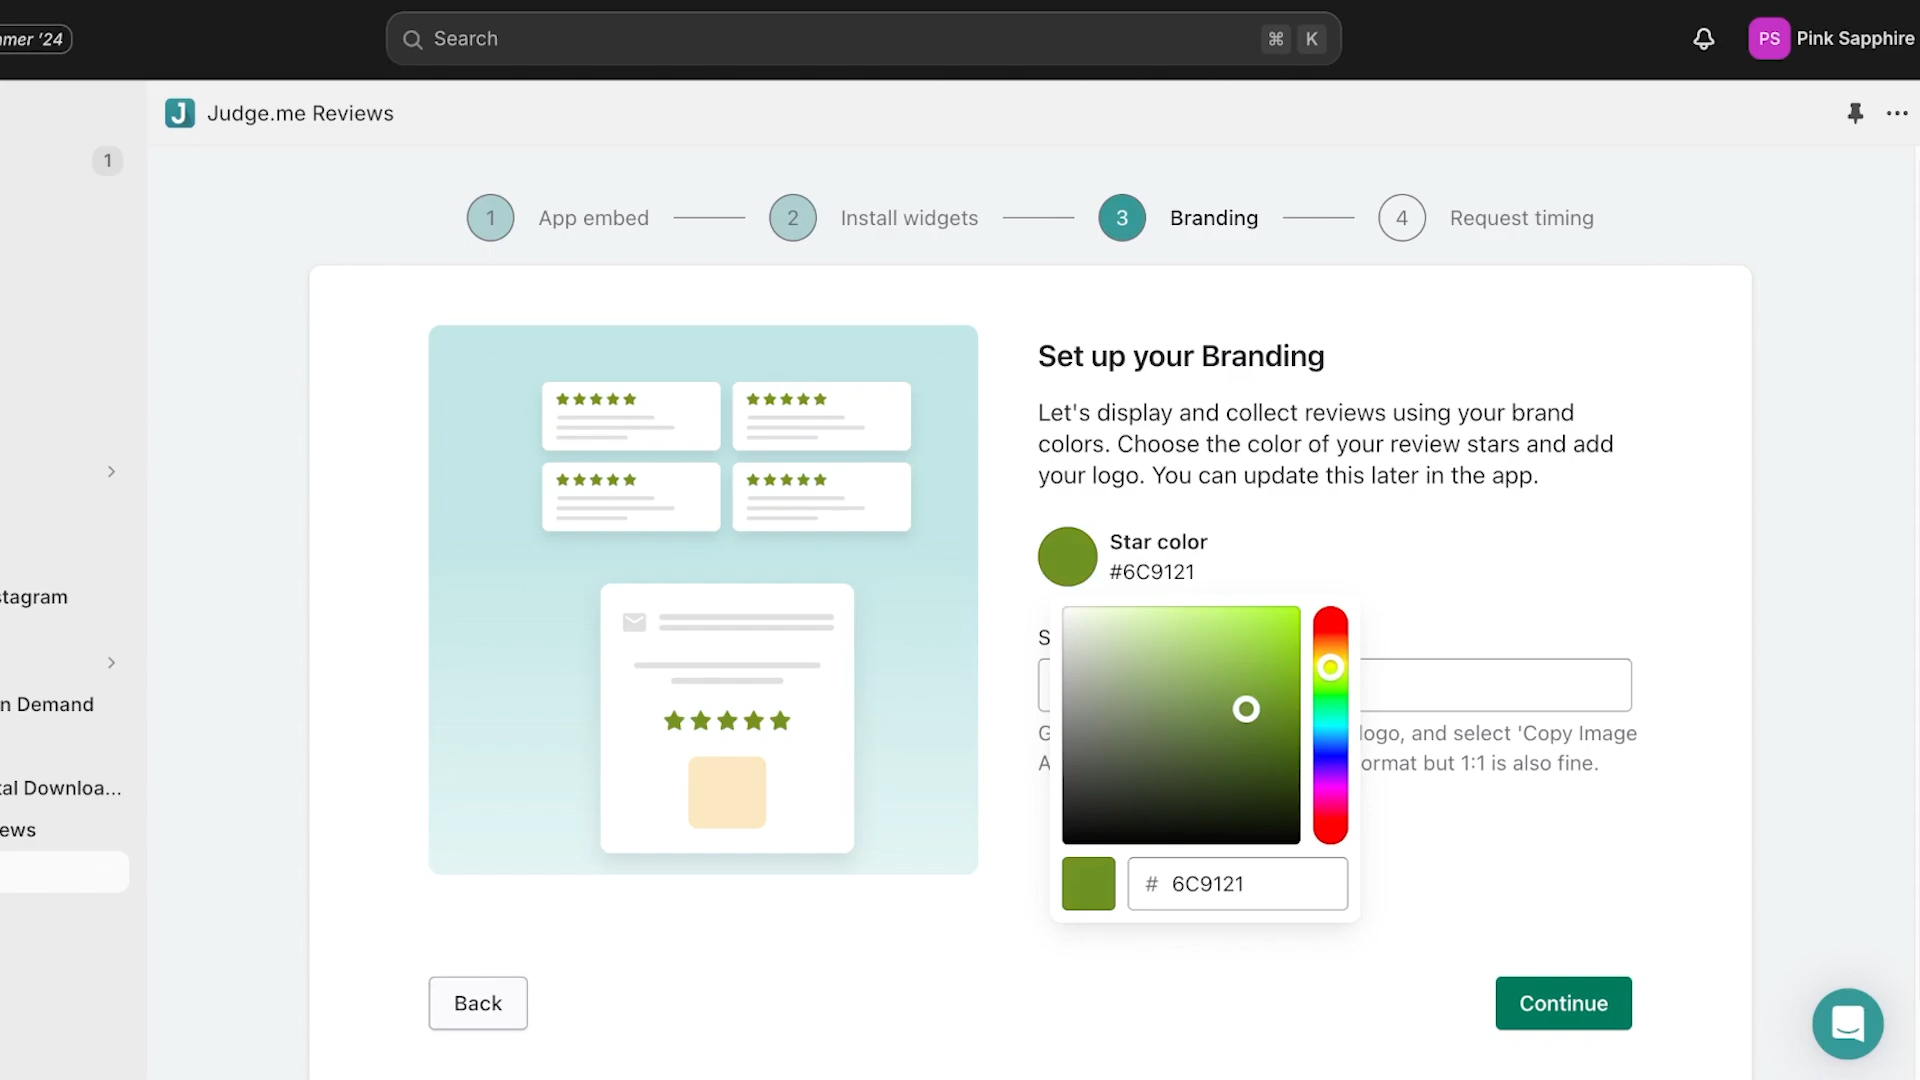 mer '24
Search
⌘ K
PS Pink Sapphire
J Judge.me Reviews
1
1 App embed
2 Install widgets
3 Branding
4 Request timing
Set up your Branding
Let's display and collect reviews using your brand
colors. Choose the color of your review stars and add
your logo. You can update this later in the app.
Star color
#6C9121
S
G logo, and select 'Copy Image
A ormat but 1:1 is also fine.
# 6C9121
stagram
n Demand
tal Downloa...
ews
Back
Continue